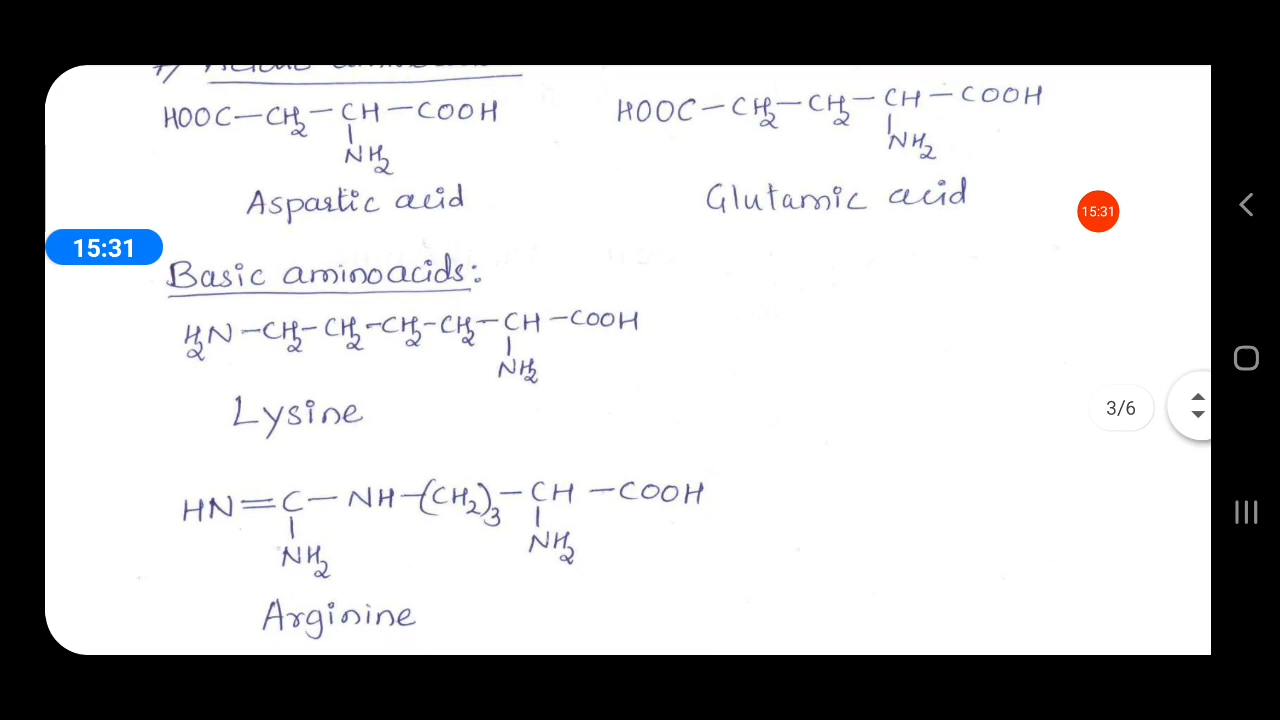 HOOC—CH2—CH—COOH HOOC—CH2—CH2—CH—COOH
NH2 NH2
Aspartic acid Glutamic acid
15:31
15:31
Basic aminoacids:
H2N—CH2—CH2—CH2—CH2—CH—COOH
NH2
Lysine
3/6
HN=C—NH—(CH2)3—CH—COOH
NH2 NH2
Arginine